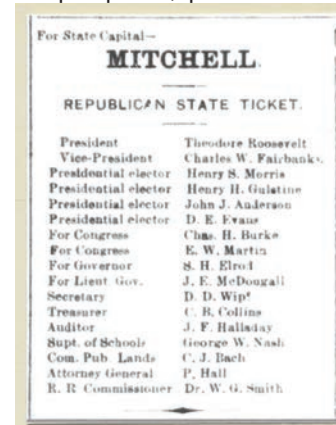 For State Capital—
MITCHELL.
REPUBLICAN STATE TICKET.
President Theodore Roosevelt
Vice-President Charles W. Fairbanks.
Presidential elector Henry S. Morris
Presidential elector Henry H. Gulstine
Presidential elector John J. Anderson
Presidential elector D. E. Evans
For Congress Chas. H. Burke
For Congress E. W. Martin
For Governor S. H. Elrod
For Lieut. Gov. J. E. McDougall
Secretary D. D. Wipf
Treasurer C. B. Collins
Auditor J. F. Halladay
Supt. of Schools George W. Nash
Com. Pub. Lands C. J. Bach
Attorney General P. Hall
R. R Commissioner Dr. W. G. Smith